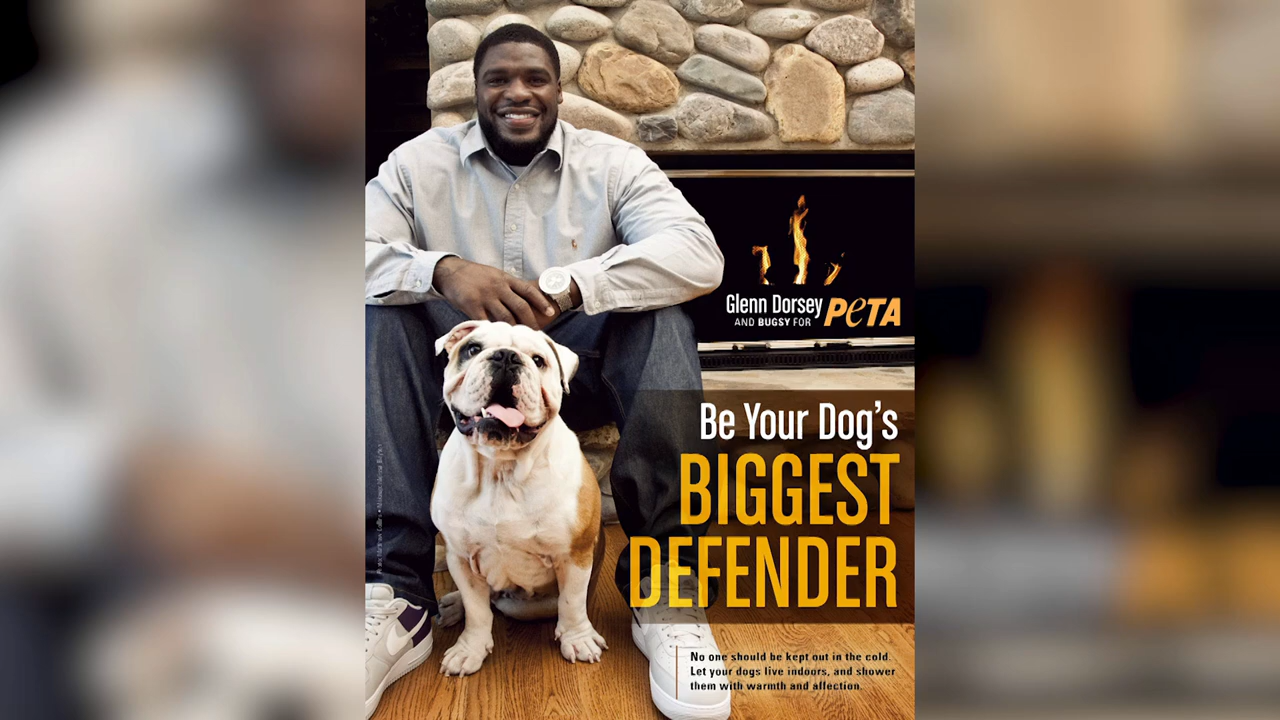 Glenn Dorsey
AND BUGSY FOR PETA
Be Your Dog's
BIGGEST
DEFENDER
No one should be kept out in the cold.
Let your dogs live indoors, and shower
them with warmth and affection.